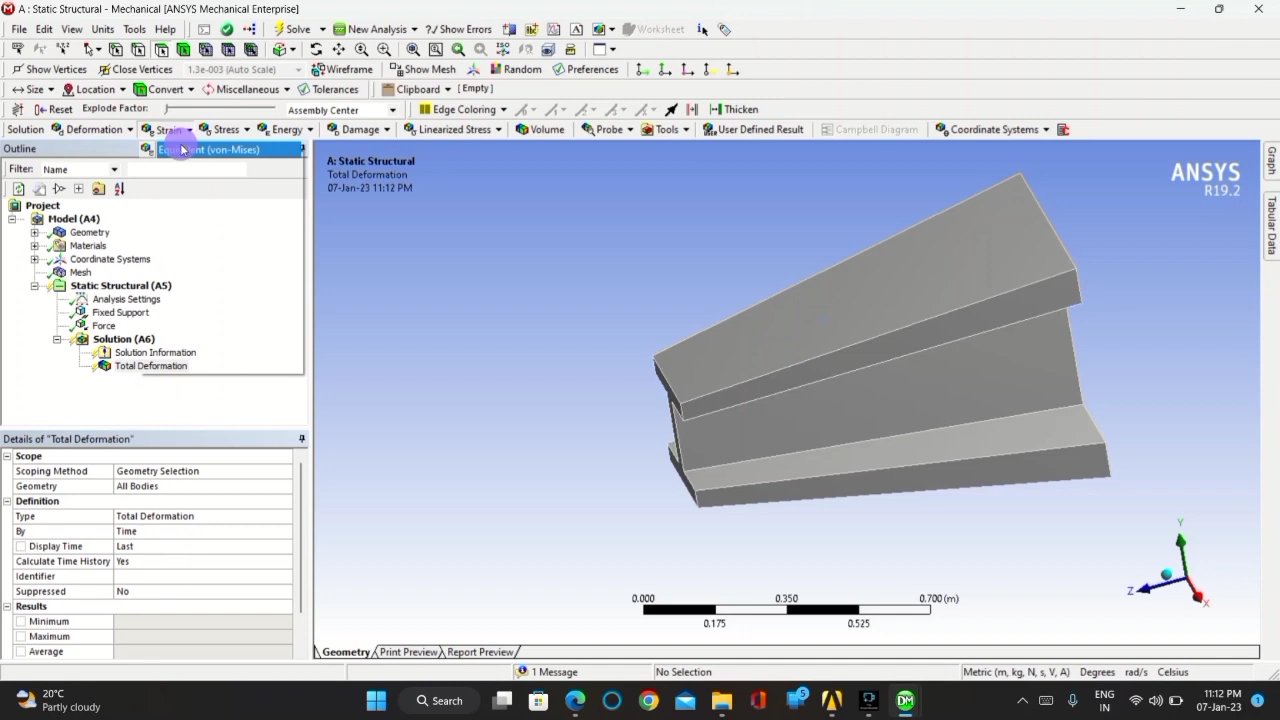 A : Static Structural - Mechanical [ANSYS Mechanical Enterprise]
File Edit View Units Tools Help Solve New Analysis ?/ Show Errors Worksheet
Show Vertices Close Vertices 1.3e-003 (Auto Scale) Wireframe Show Mesh Random Preferences
Size Location Convert Miscellaneous Tolerances Clipboard [ Empty ]
Reset Explode Factor: Assembly Center Edge Coloring Thicken
Solution Deformation Strain Stress Energy Damage Linearized Stress Volume Probe Tools User Defined Result Campbell Diagram Coordinate Systems
Outline
Equivalent (von-Mises)
Filter: Name
Project
Model (A4)
Geometry
Materials
Coordinate Systems
Mesh
Static Structural (A5)
Analysis Settings
Fixed Support
Force
Solution (A6)
Solution Information
Total Deformation
Details of "Total Deformation"
Scope
Scoping Method Geometry Selection
Geometry All Bodies
Definition
Type Total Deformation
By Time
Display Time Last
Calculate Time History Yes
Identifier
Suppressed No
Results
Minimum
Maximum
Average
A: Static Structural
Total Deformation
07-Jan-23 11:12 PM
ANSYS
R19.2
Graph
Tabular Data
Y
Z
X
0.000 0.350 0.700 (m)
0.175 0.525
Geometry Print Preview Report Preview
1 Message No Selection Metric (m, kg, N, s, V, A) Degrees rad/s Celsius
20°C
Partly cloudy
Search
5
DM
ENG
IN
11:12 PM
07-Jan-23
1